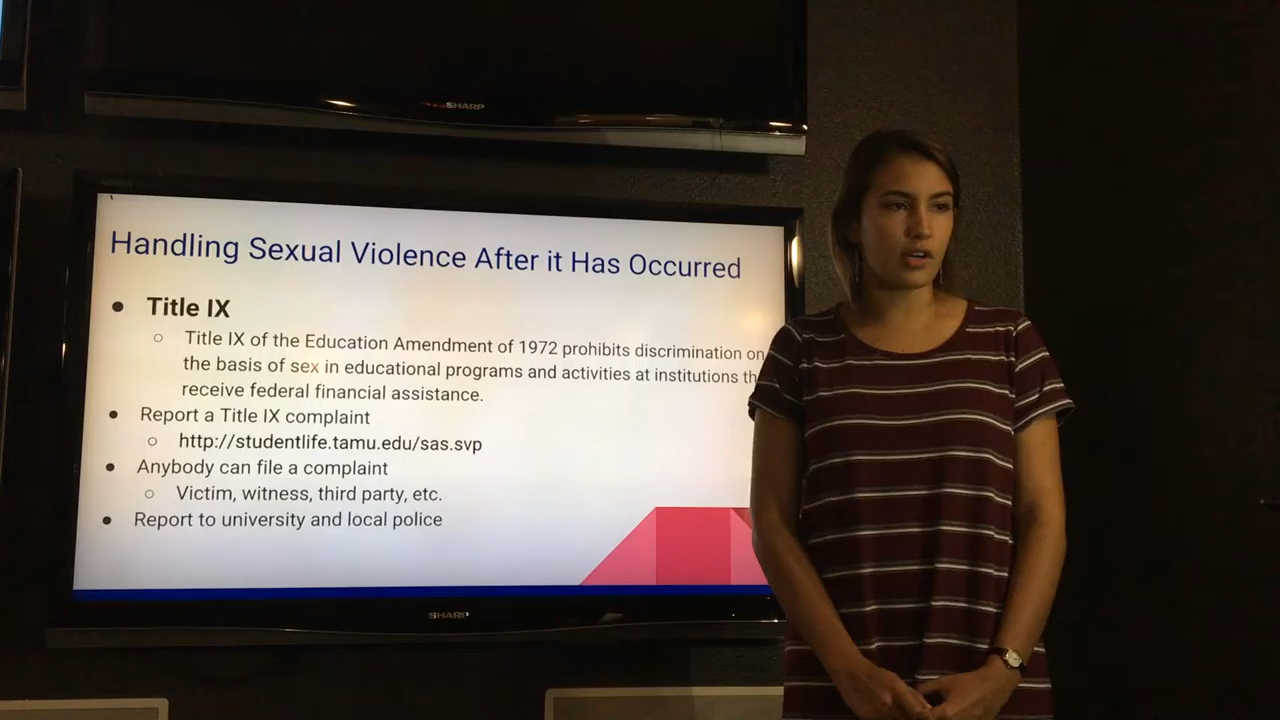 SHARP
Handling Sexual Violence After it Has Occurred
● Title IX
○ Title IX of the Education Amendment of 1972 prohibits discrimination on
the basis of sex in educational programs and activities at institutions th
receive federal financial assistance.
● Report a Title IX complaint
○ http://studentlife.tamu.edu/sas.svp
● Anybody can file a complaint
○ Victim, witness, third party, etc.
● Report to university and local police
SHARP